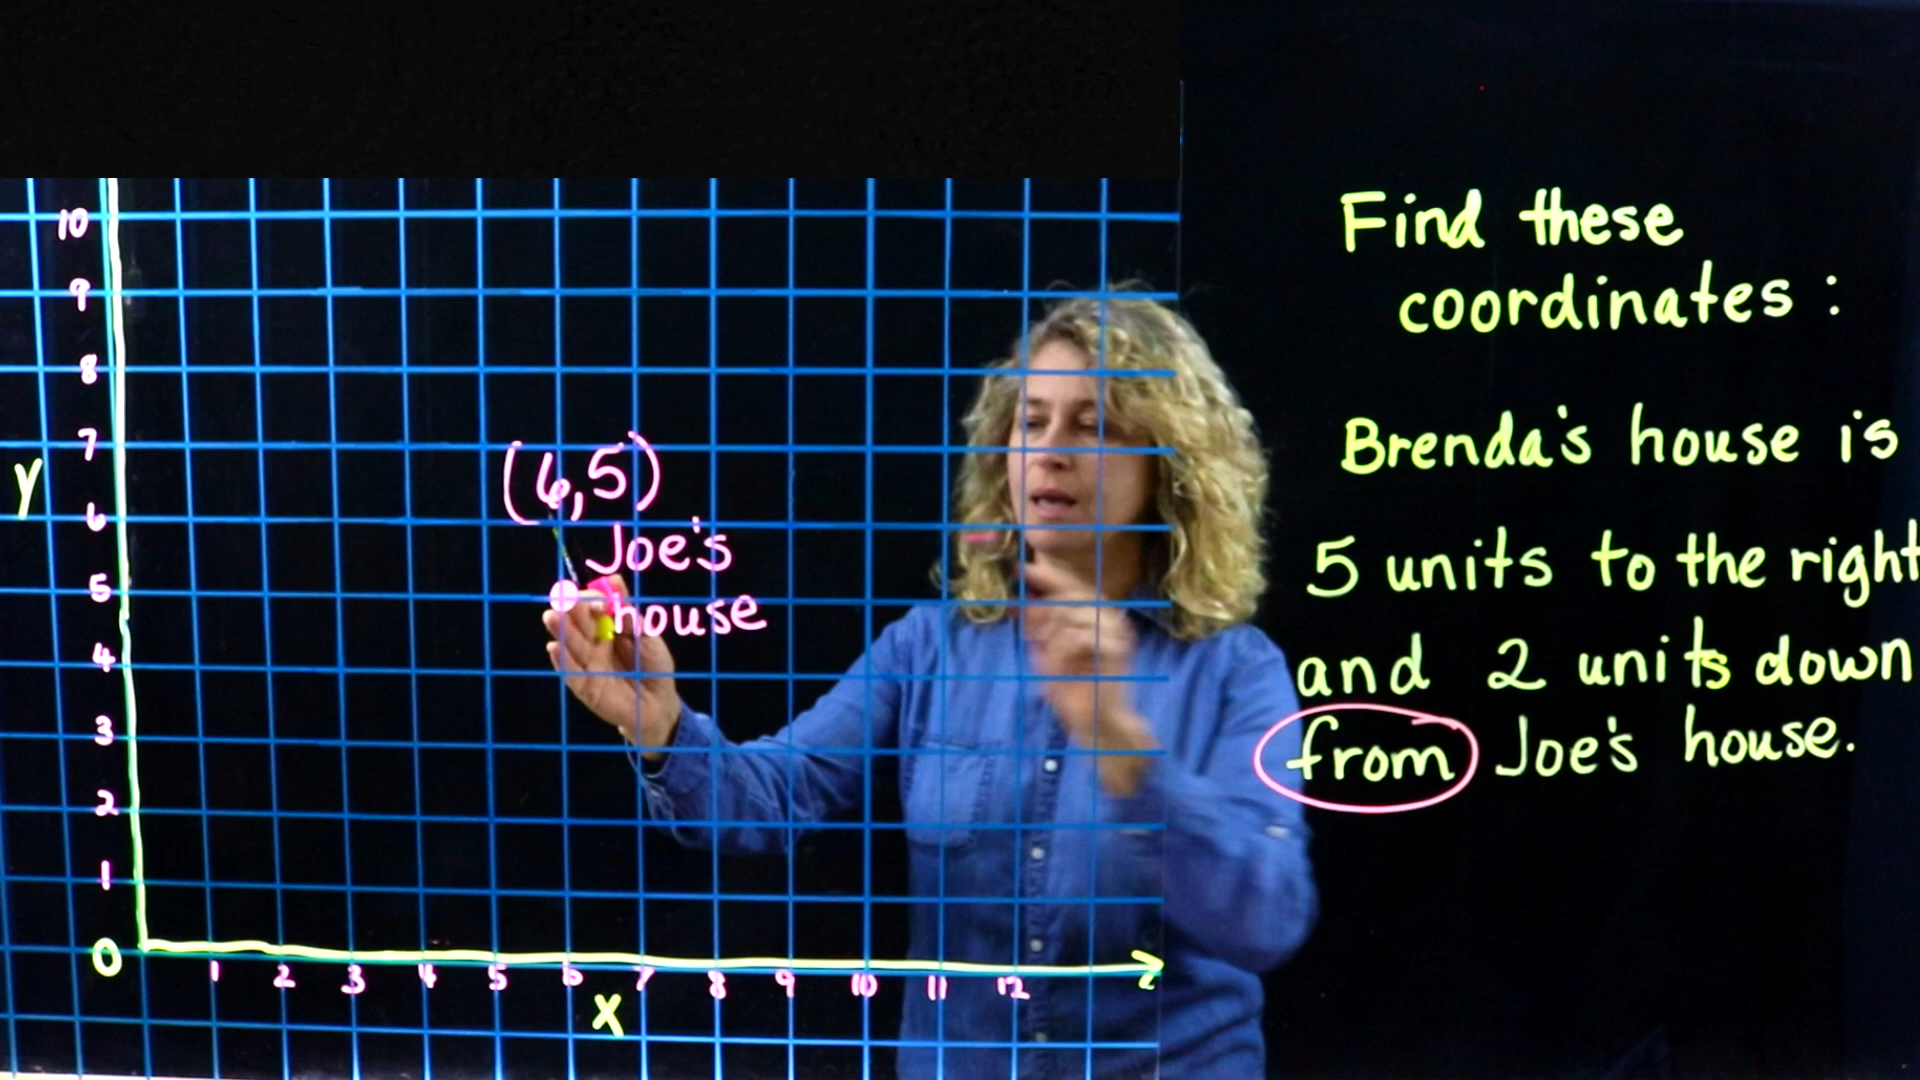 10
9
8
7
6
5
4
3
2
1
0
y
(6,5)
Joe's
house
1 2 3 4 5 6 7 8 9 10 11 12
x
Find these
coordinates:
Brenda's house is
5 units to the right
and 2 units down
from Joe's house.